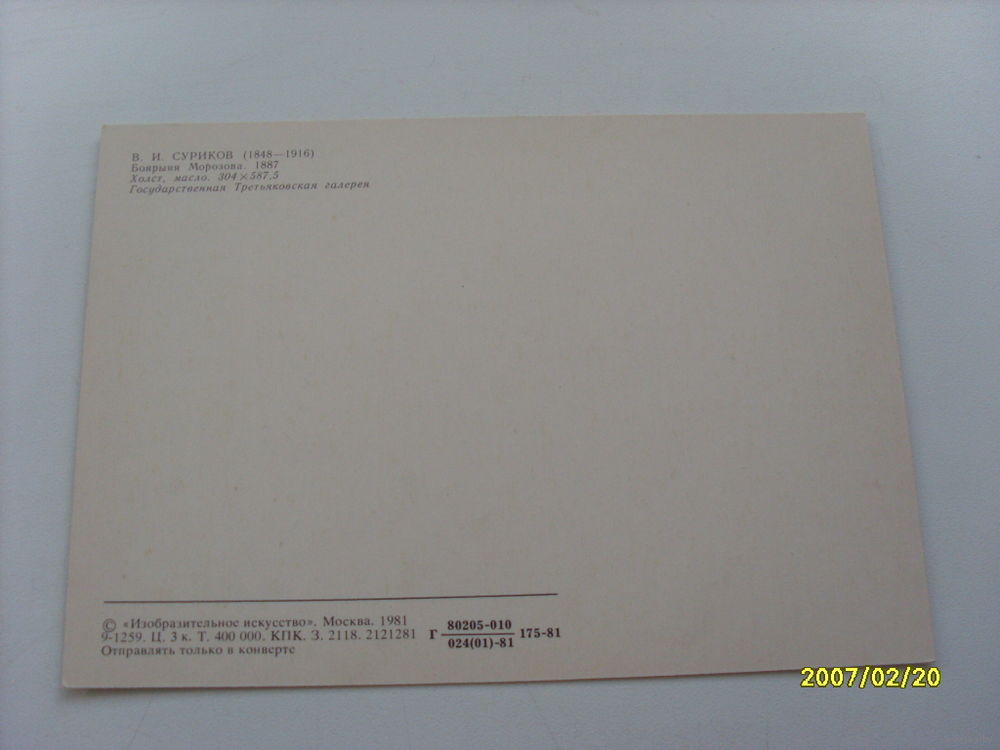 В. И. СУРИКОВ (1848—1916)
Боярыня Морозова. 1887
Холст, масло. 304×587,5
Государственная Третьяковская галерея
© «Изобразительное искусство». Москва. 1981
9-1259. Ц. 3 к. Т. 400 000. КПК. З. 2118. 2121281
Отправлять только в конверте
Г 80205-010 / 024(01)-81 175-81
2007/02/20